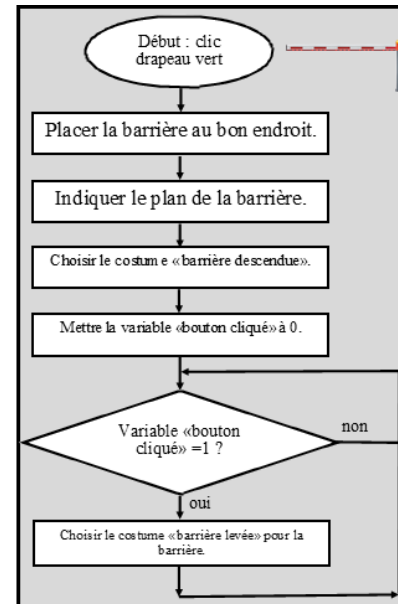 Début : clic
drapeau vert
Placer la barrière au bon endroit.
Indiquer le plan de la barrière.
Choisir le costum e «barrière descendue».
Mettre la variable «bouton cliqué» à 0.
Variable «bouton
cliqué» =1 ?
non
oui
Choisir le costume «barrière levée» pour la
barrière.